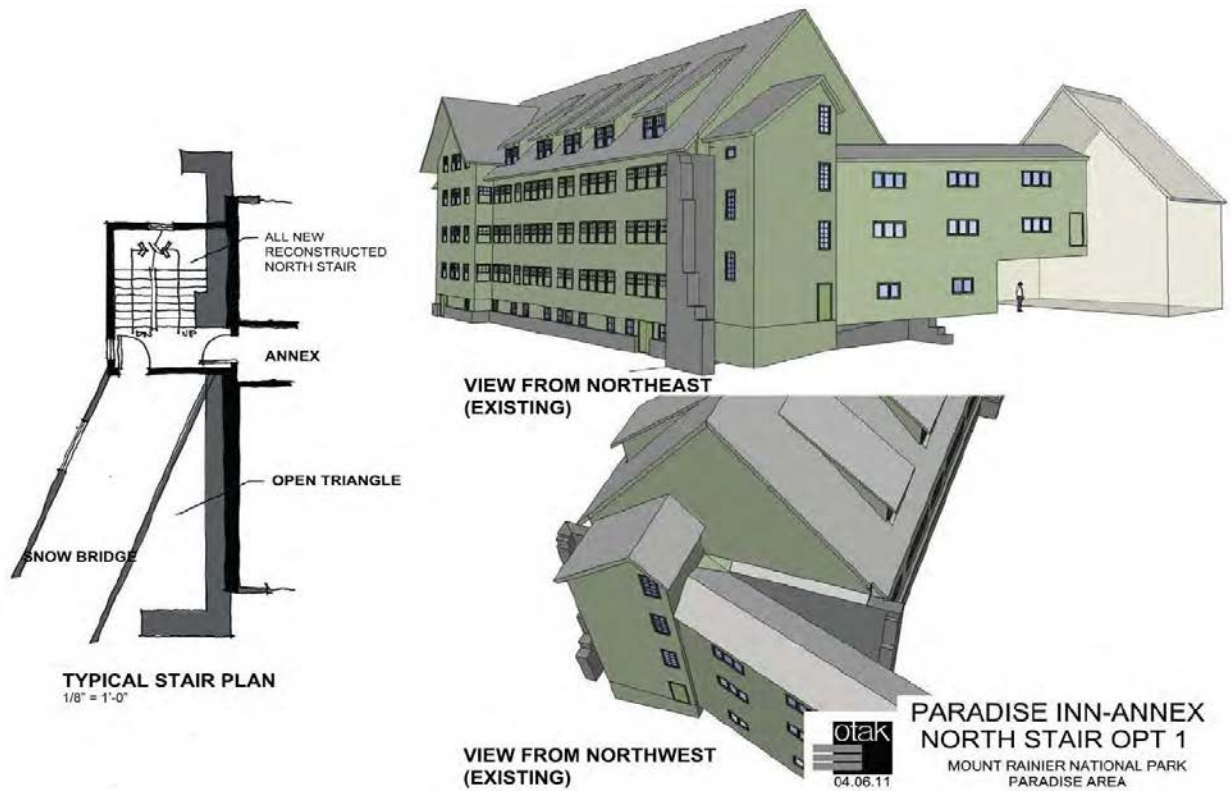 ALL NEW
RECONSTRUCTED
NORTH STAIR
DN
UP
ANNEX
OPEN TRIANGLE
SNOW BRIDGE
TYPICAL STAIR PLAN
1/8" = 1'-0"
VIEW FROM NORTHEAST
(EXISTING)
VIEW FROM NORTHWEST
(EXISTING)
otak
04.06.11
PARADISE INN-ANNEX
NORTH STAIR OPT 1
MOUNT RAINIER NATIONAL PARK
PARADISE AREA